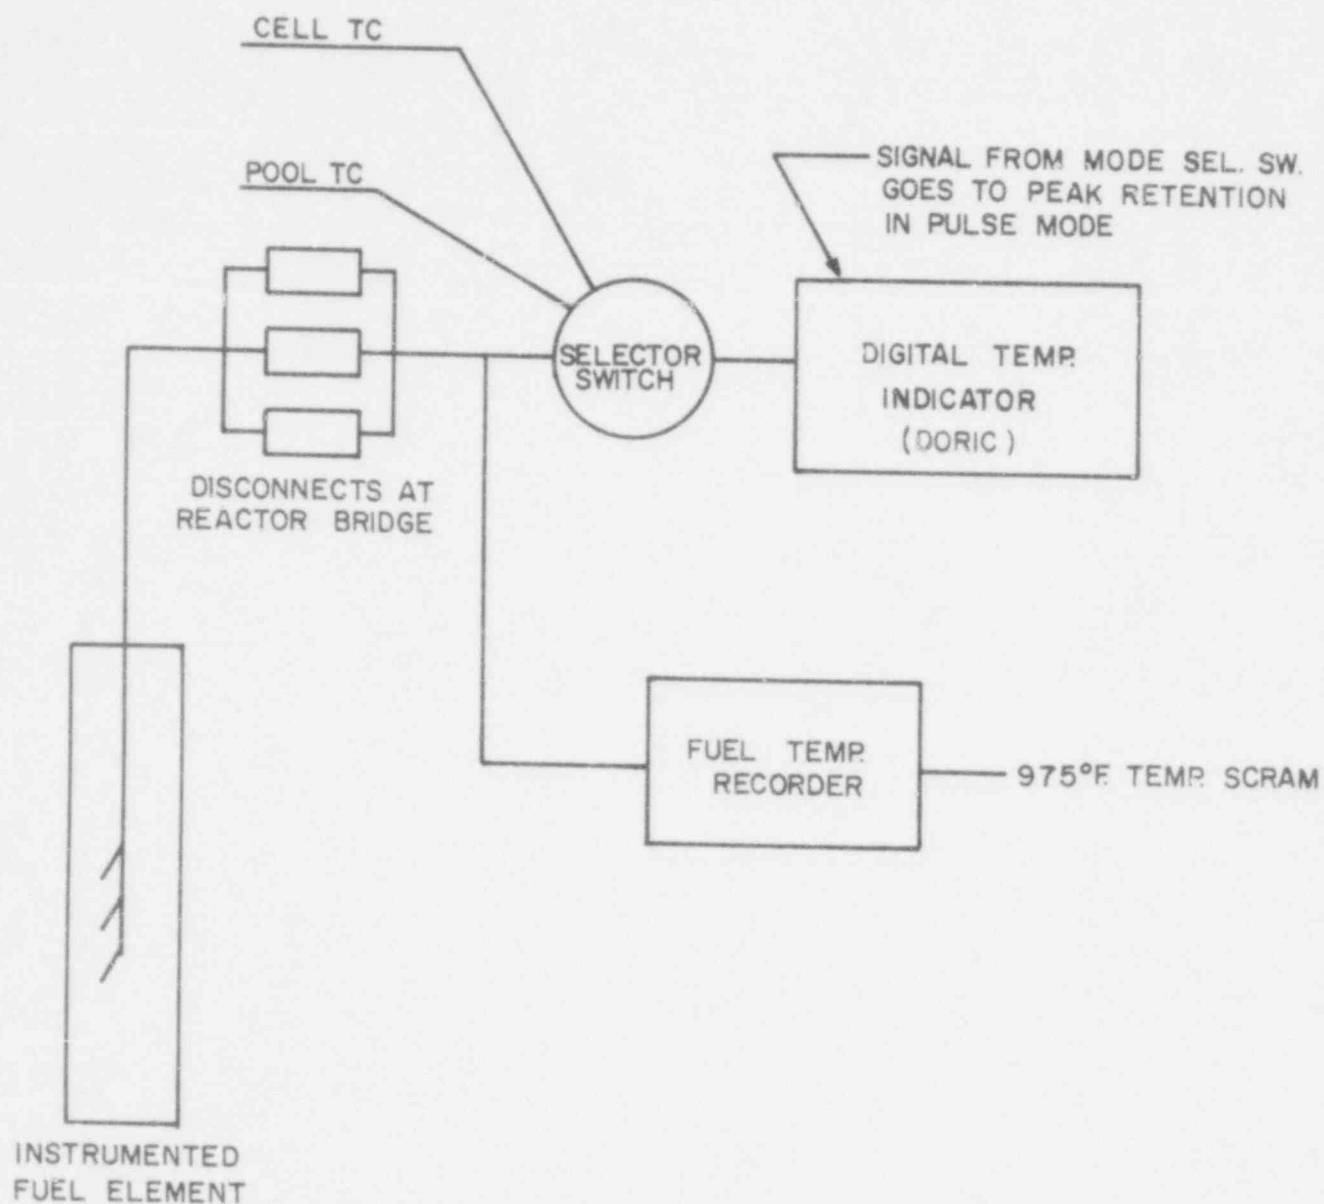 CELL TC
POOL TC
SIGNAL FROM MODE SEL. SW.
GOES TO PEAK RETENTION
IN PULSE MODE
SELECTOR
SWITCH
DIGITAL TEMP.
INDICATOR
(DORIC)
DISCONNECTS AT
REACTOR BRIDGE
FUEL TEMP.
RECORDER
975°F. TEMP. SCRAM
INSTRUMENTED
FUEL ELEMENT